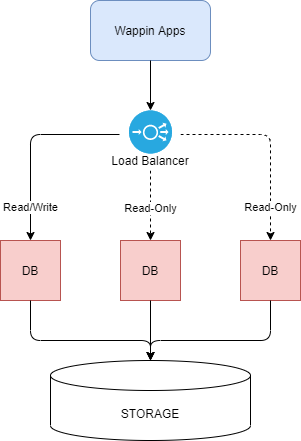 Wappin Apps
Load Balancer
Read/Write
Read-Only
Read-Only
DB
DB
DB
STORAGE